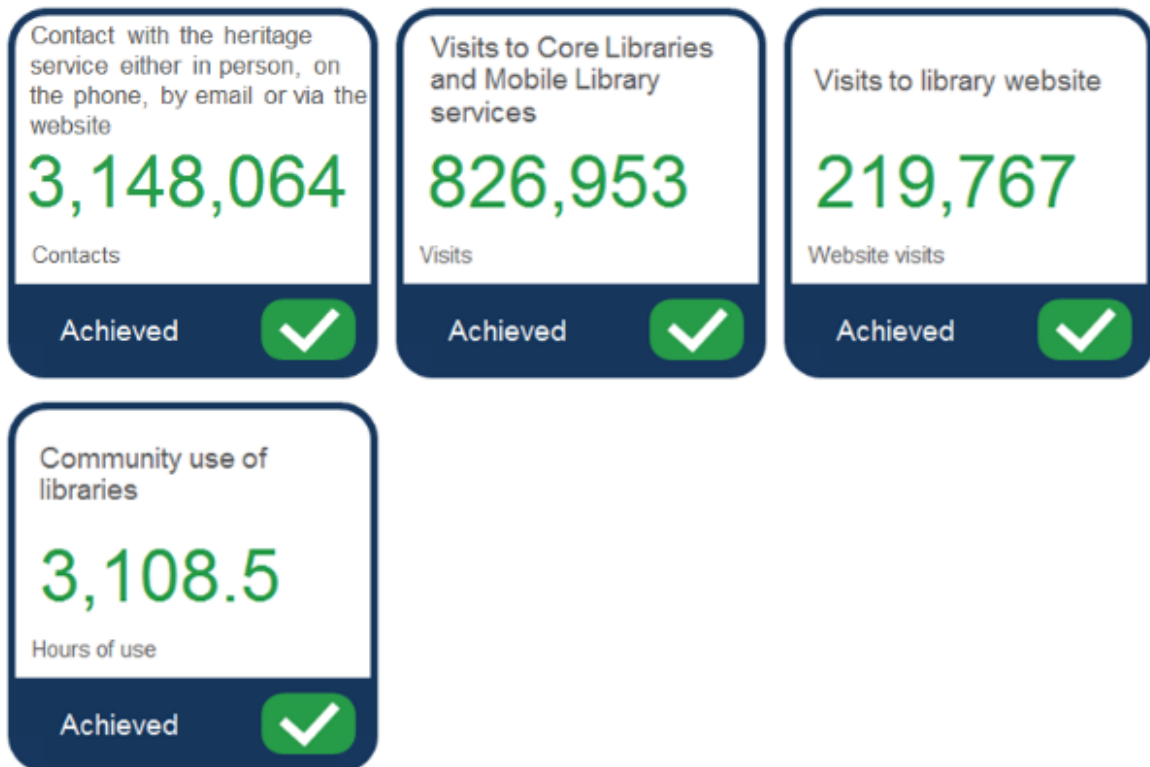 Contact with the heritage
service either in person, on
the phone, by email or via the
website
3,148,064
Contacts
Achieved
Visits to Core Libraries
and Mobile Library
services
826,953
Visits
Achieved
Visits to library website
219,767
Website visits
Achieved
Community use of
libraries
3,108.5
Hours of use
Achieved